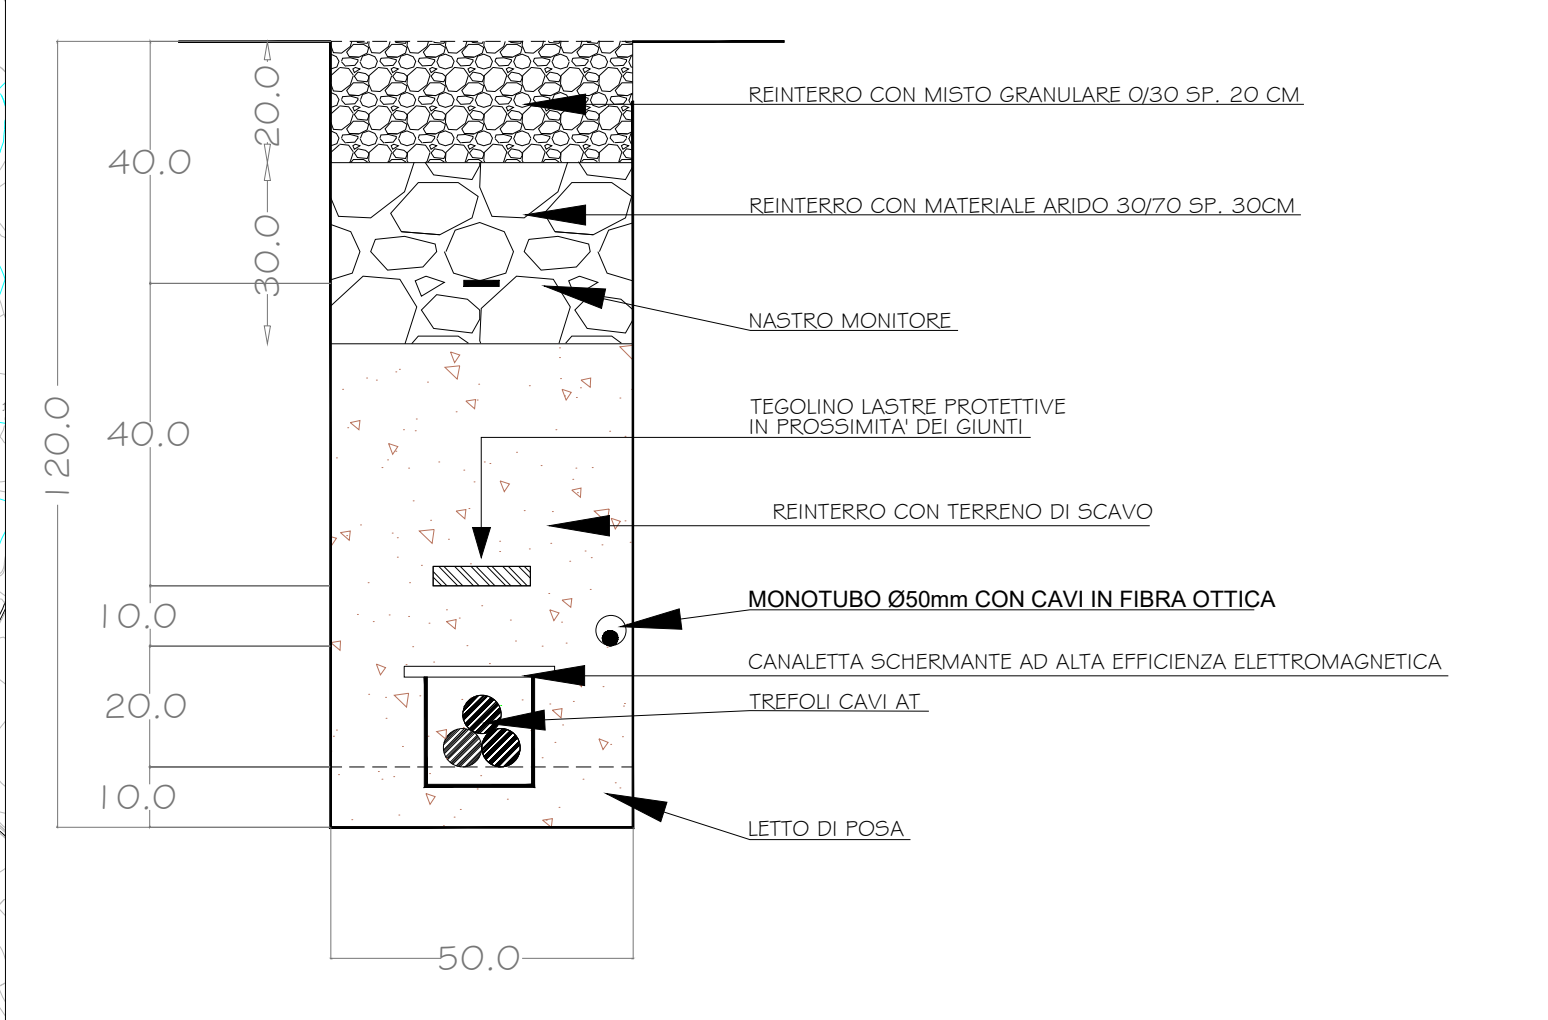 20.0
REINTERRO CON MISTO GRANULARE 0/30 SP. 20 CM
40.0
REINTERRO CON MATERIALE ARIDO 30/70 SP. 30CM
30.0
NASTRO MONITORE
120.0
40.0
TEGOLINO LASTRE PROTETTIVE
IN PROSSIMITA' DEI GIUNTI
REINTERRO CON TERRENO DI SCAVO
10.0
MONOTUBO Ø50mm CON CAVI IN FIBRA OTTICA
CANALETTA SCHERMANTE AD ALTA EFFICIENZA ELETTROMAGNETICA
20.0
TREFOLI CAVI AT
10.0
LETTO DI POSA
50.0